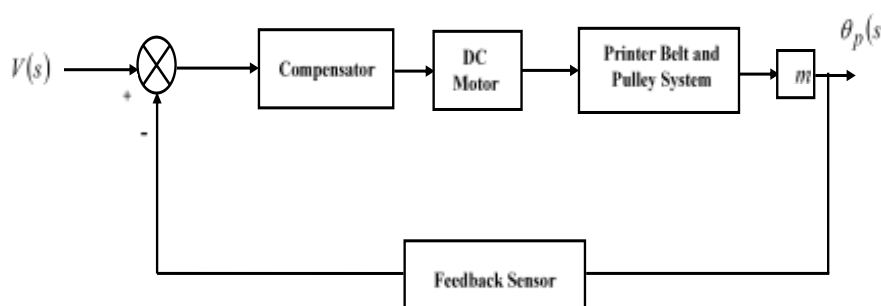 V(s)
+
-
Compensator
DC
Motor
Printer Belt and
Pulley System
m
θp(s
Feedback Sensor